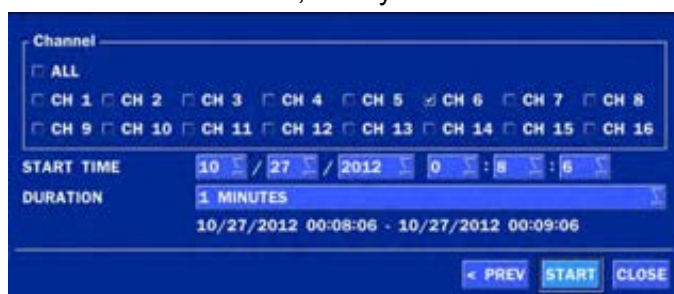 Channel
ALL
CH 1 CH 2 CH 3 CH 4 CH 5 CH 6 CH 7 CH 8
CH 9 CH 10 CH 11 CH 12 CH 13 CH 14 CH 15 CH 16
START TIME 10 / 27 / 2012 0 : 8 : 6
DURATION 1 MINUTES
10/27/2012 00:08:06 - 10/27/2012 00:09:06
< PREV START CLOSE